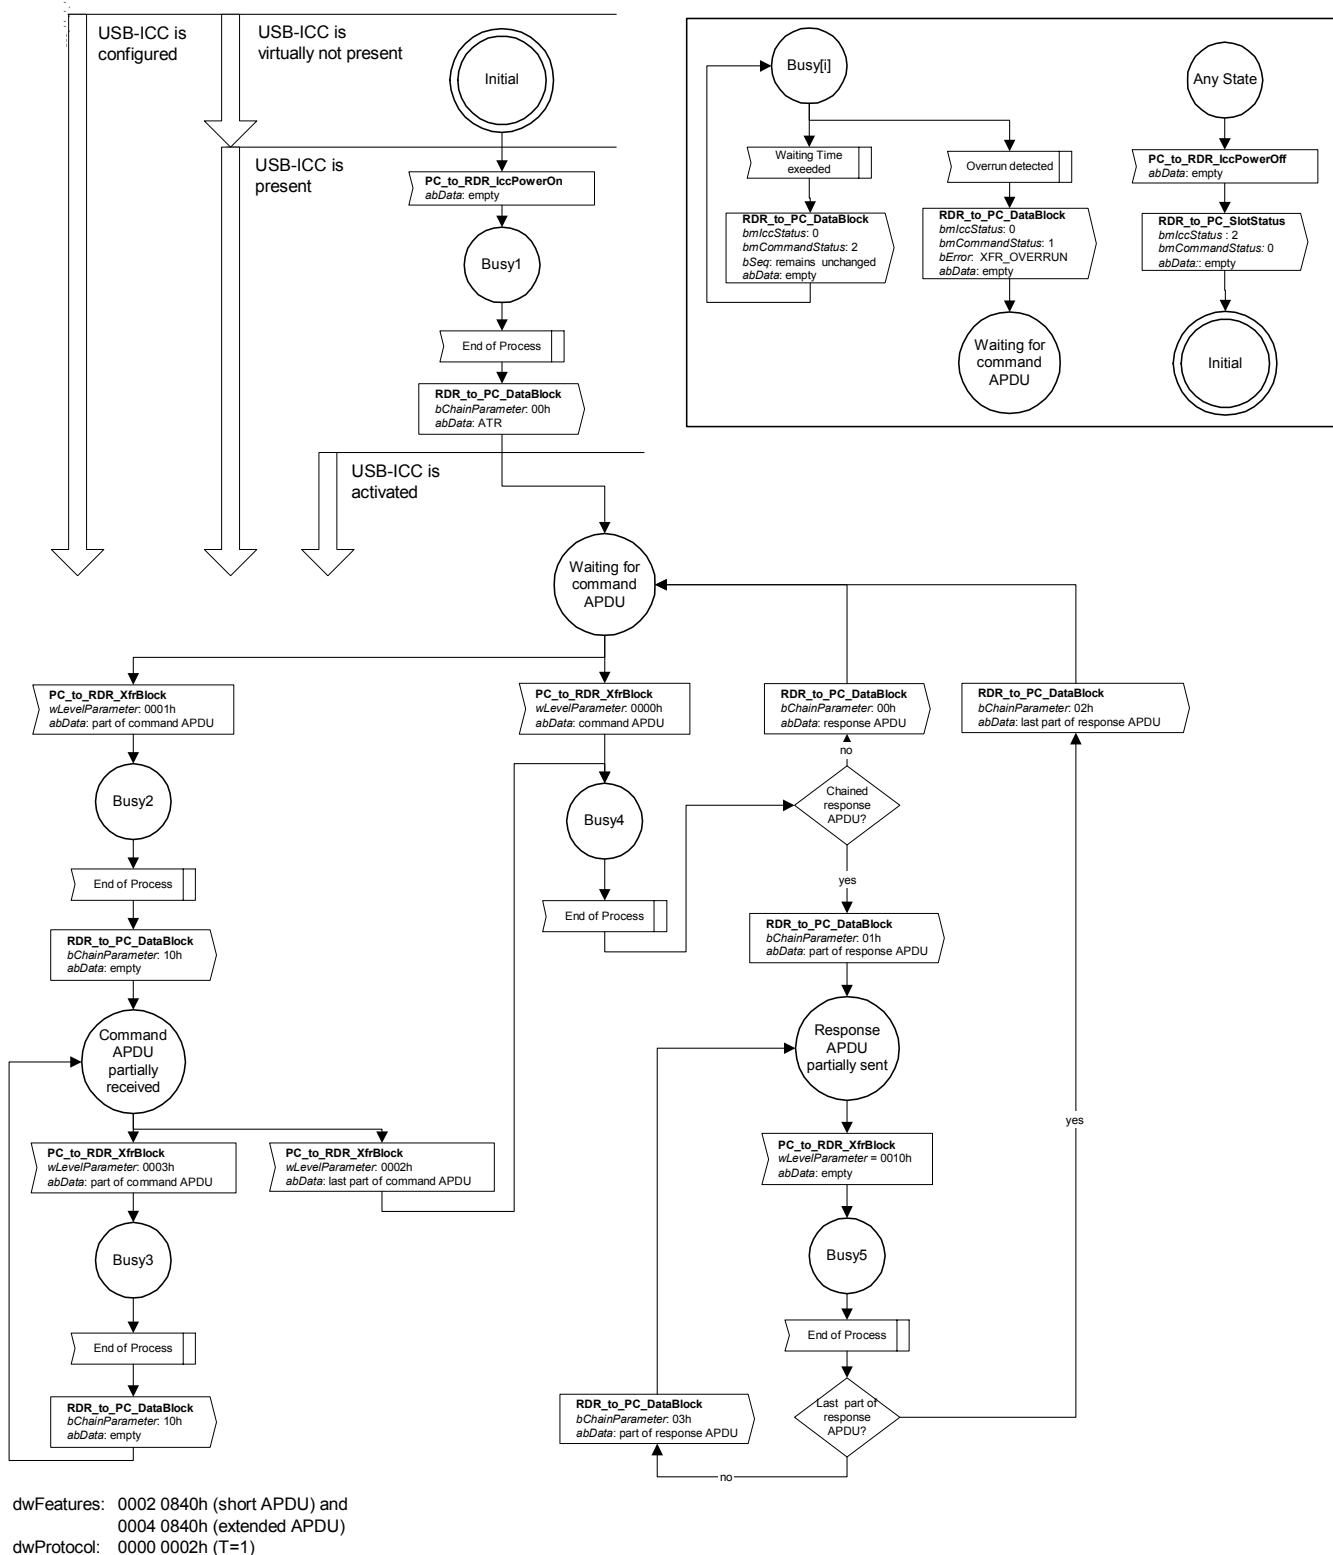 USB-ICC is
configured
USB-ICC is
virtually not present
Initial
USB-ICC is
present
PC_to_RDR_IccPowerOn
abData: empty
Busy1
End of Process
RDR_to_PC_DataBlock
bChainParameter: 00h
abData: ATR
USB-ICC is
activated
Busy[i]
Waiting Time
exeeded
RDR_to_PC_DataBlock
bmIccStatus: 0
bmCommandStatus: 2
bSeq: remains unchanged
abData: empty
Overrun detected
RDR_to_PC_DataBlock
bmIccStatus: 0
bmCommandStatus: 1
bError: XFR_OVERRUN
abData: empty
Waiting for
command
APDU
Any State
PC_to_RDR_IccPowerOff
abData: empty
RDR_to_PC_SlotStatus
bmIccStatus : 2
bmCommandStatus: 0
abData:: empty
Initial
Waiting for
command
APDU
PC_to_RDR_XfrBlock
wLevelParameter: 0001h
abData: part of command APDU
Busy2
End of Process
RDR_to_PC_DataBlock
bChainParameter: 10h
abData: empty
Command
APDU
partially
received
PC_to_RDR_XfrBlock
wLevelParameter: 0003h
abData: part of command APDU
PC_to_RDR_XfrBlock
wLevelParameter: 0002h
abData: last part of command APDU
Busy3
End of Process
RDR_to_PC_DataBlock
bChainParameter: 10h
abData: empty
PC_to_RDR_XfrBlock
wLevelParameter: 0000h
abData: command APDU
Busy4
End of Process
RDR_to_PC_DataBlock
bChainParameter: 00h
abData: response APDU
no
Chained
response
APDU?
yes
RDR_to_PC_DataBlock
bChainParameter: 01h
abData: part of response APDU
Response
APDU
partially sent
PC_to_RDR_XfrBlock
wLevelParameter = 0010h
abData: empty
Busy5
End of Process
Last part of
response
APDU?
no
RDR_to_PC_DataBlock
bChainParameter: 03h
abData: part of response APDU
yes
RDR_to_PC_DataBlock
bChainParameter: 02h
abData: last part of response APDU
dwFeatures: 0002 0840h (short APDU) and
0004 0840h (extended APDU)
dwProtocol: 0000 0002h (T=1)